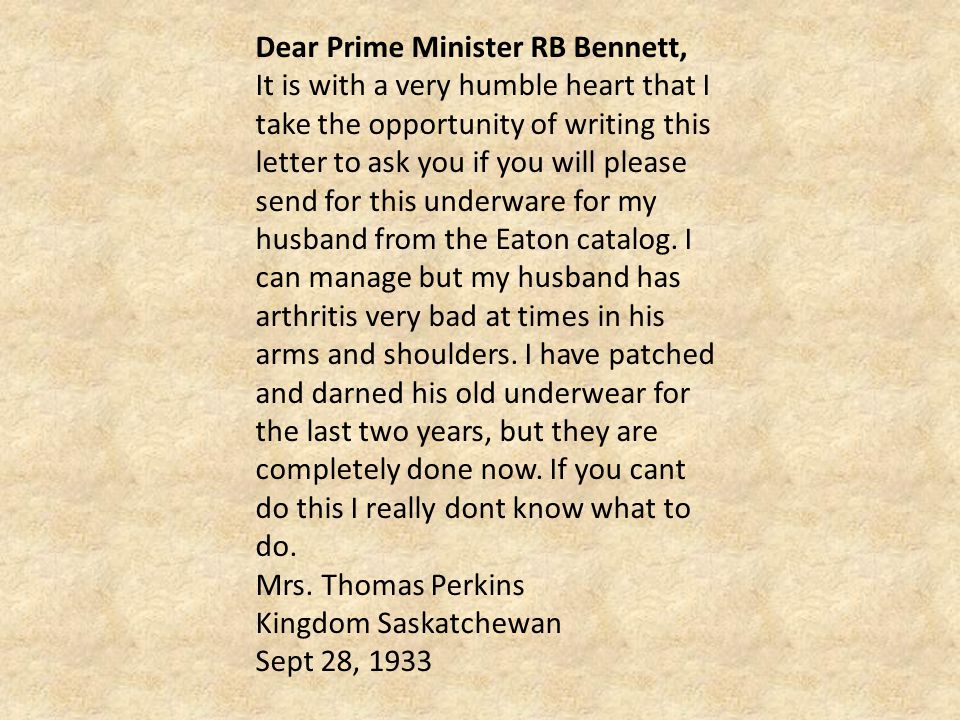 Dear Prime Minister RB Bennett,
It is with a very humble heart that I
take the opportunity of writing this
letter to ask you if you will please
send for this underware for my
husband from the Eaton catalog. I
can manage but my husband has
arthritis very bad at times in his
arms and shoulders. I have patched
and darned his old underwear for
the last two years, but they are
completely done now. If you cant
do this I really dont know what to
do.
Mrs. Thomas Perkins
Kingdom Saskatchewan
Sept 28, 1933